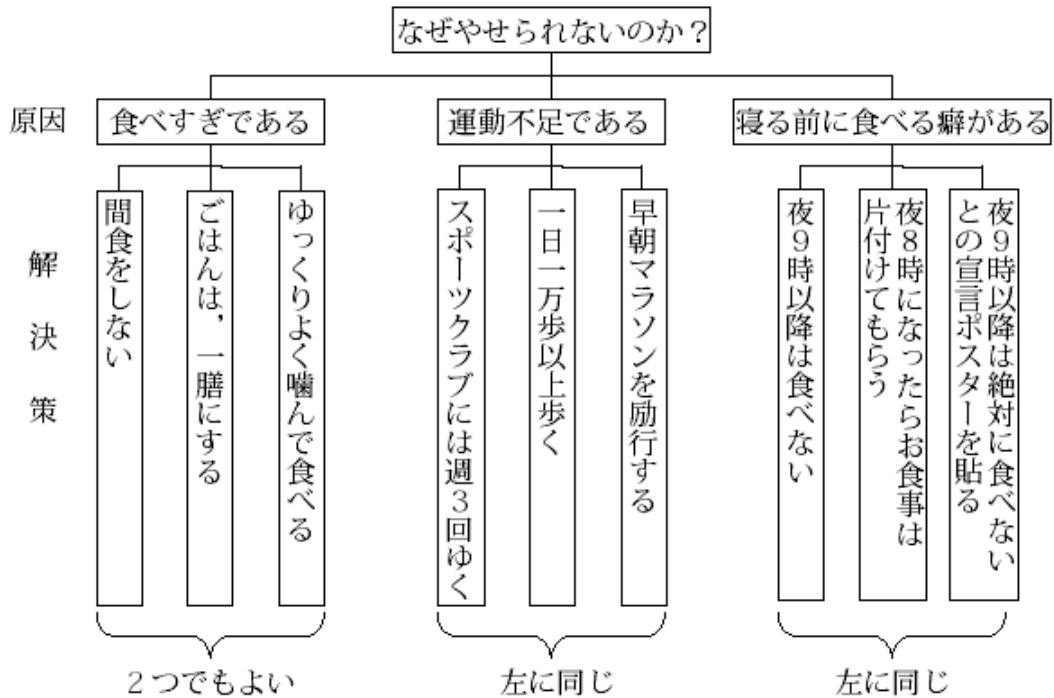 なぜやせられないのか？
原因
食べすぎである
運動不足である
寝る前に食べる癖がある
解決策
間食をしない
ごはんは，一膳にする
ゆっくりよく噛んで食べる
スポーツクラブには週３回ゆく
一日一万歩以上歩く
早朝マラソンを励行する
夜９時以降は食べない
夜８時になったらお食事は
片付けてもらう
夜９時以降は絶対に食べない
との宣言ポスターを貼る
２つでもよい
左に同じ
左に同じ